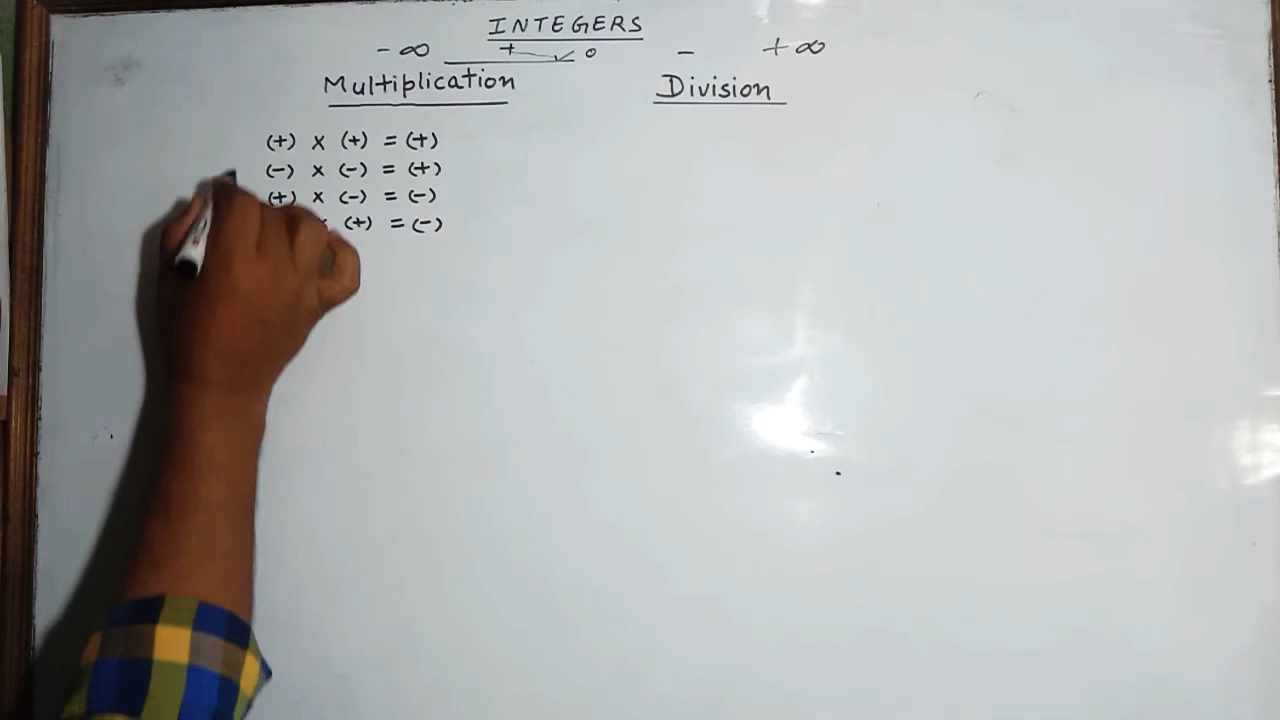 INTEGERS
- ∞ + 0 - + ∞
Multiplication Division
(+) × (+) = (+)
(-) × (-) = (+)
(+) × (-) = (-)
(+) = (-)